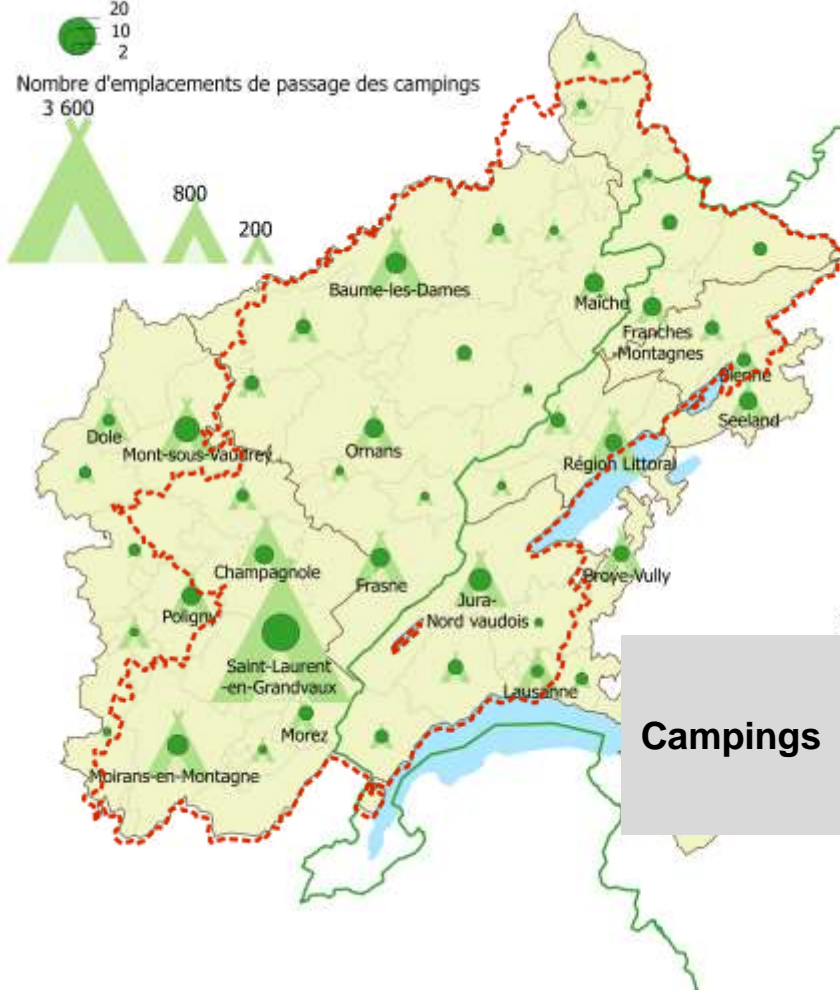 20
10
2
Nombre d'emplacements de passage des campings
3 600
800
200
Baume-les-Dames
Maîche
Franches
-Montagnes
Bienne
Seeland
Dole
Mont-sous-Vaudrey
Ornans
Région Littoral
Champagnole
Frasne
Broye-Vully
Poligny
Jura-
Nord vaudois
Saint-Laurent
-en-Grandvaux
Lausanne
Morez
Campings
Moirans-en-Montagne